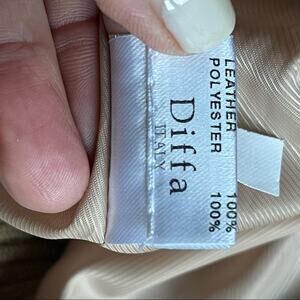 LEATHER 100%
POLYESTER 100%
Diffa
ITALY